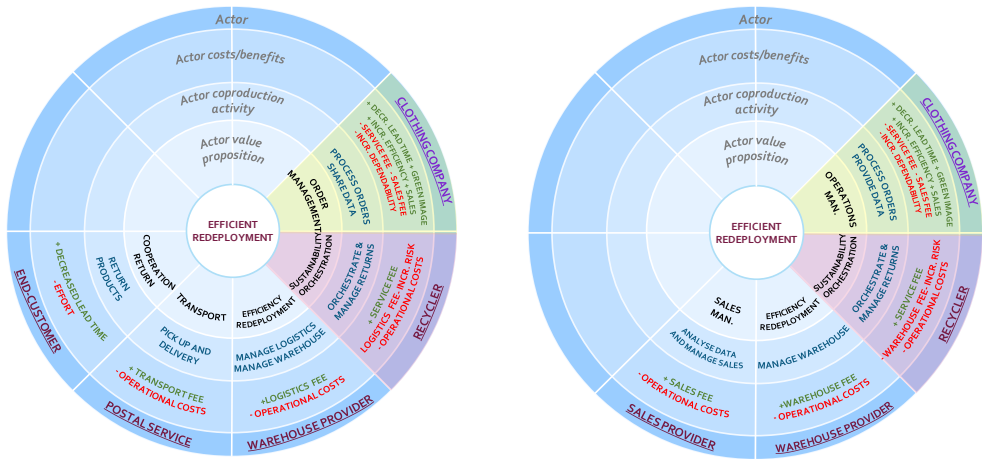 Actor
Actor costs/benefits
Actor coproduction
activity
Actor value
proposition
EFFICIENT
REDEPLOYMENT
CLOTHING COMPANY
+ DECR. LEAD TIME + GREEN IMAGE
+ INCR. EFFICIENCY + SALES
- SERVICE FEE - SALES FEE
- INCR. DEPENDABILITY
PROCESS ORDERS
SHARE DATA
ORDER
MANAGEMENT
SUSTAINABILITY
ORCHESTRATION
ORCHESTRATE &
MANAGE RETURNS
+ SERVICE FEE
LOGISTICS FEE- INCR. RISK
- OPERATIONAL COSTS
RECYCLER
EFFICIENCY
REDEPLOYMENT
MANAGE LOGISTICS
MANAGE WAREHOUSE
+LOGISTICS FEE
- OPERATIONAL COSTS
WAREHOUSE PROVIDER
TRANSPORT
PICK UP AND
DELIVERY
+ TRANSPORT FEE
- OPERATIONAL COSTS
POSTAL SERVICE
COOPERATION
RETURN
RETURN
PRODUCTS
+ DECREASED LEAD TIME
- EFFORT
END-CUSTOMER
Actor
Actor costs/benefits
Actor coproduction
activity
Actor value
proposition
EFFICIENT
REDEPLOYMENT
CLOTHING COMPANY
+ DECR. LEAD TIME + GREEN IMAGE
+ INCR. EFFICIENCY + SALES
- SERVICE FEE - SALES FEE
- INCR. DEPENDABILITY
PROCESS ORDERS
PROVIDE DATA
OPERATIONS
MAN.
SUSTAINABILITY
ORCHESTRATION
ORCHESTRATE &
MANAGE RETURNS
+ SERVICE FEE
-WAREHOUSE FEE- INCR. RISK
- OPERATIONAL COSTS
RECYCLER
EFFICIENCY
REDEPLOYMENT
MANAGE WAREHOUSE
+WAREHOUSE FEE
- OPERATIONAL COSTS
WAREHOUSE PROVIDER
SALES
MAN.
ANALYSE DATA
AND MANAGE SALES
+ SALES FEE
- OPERATIONAL COSTS
SALES PROVIDER